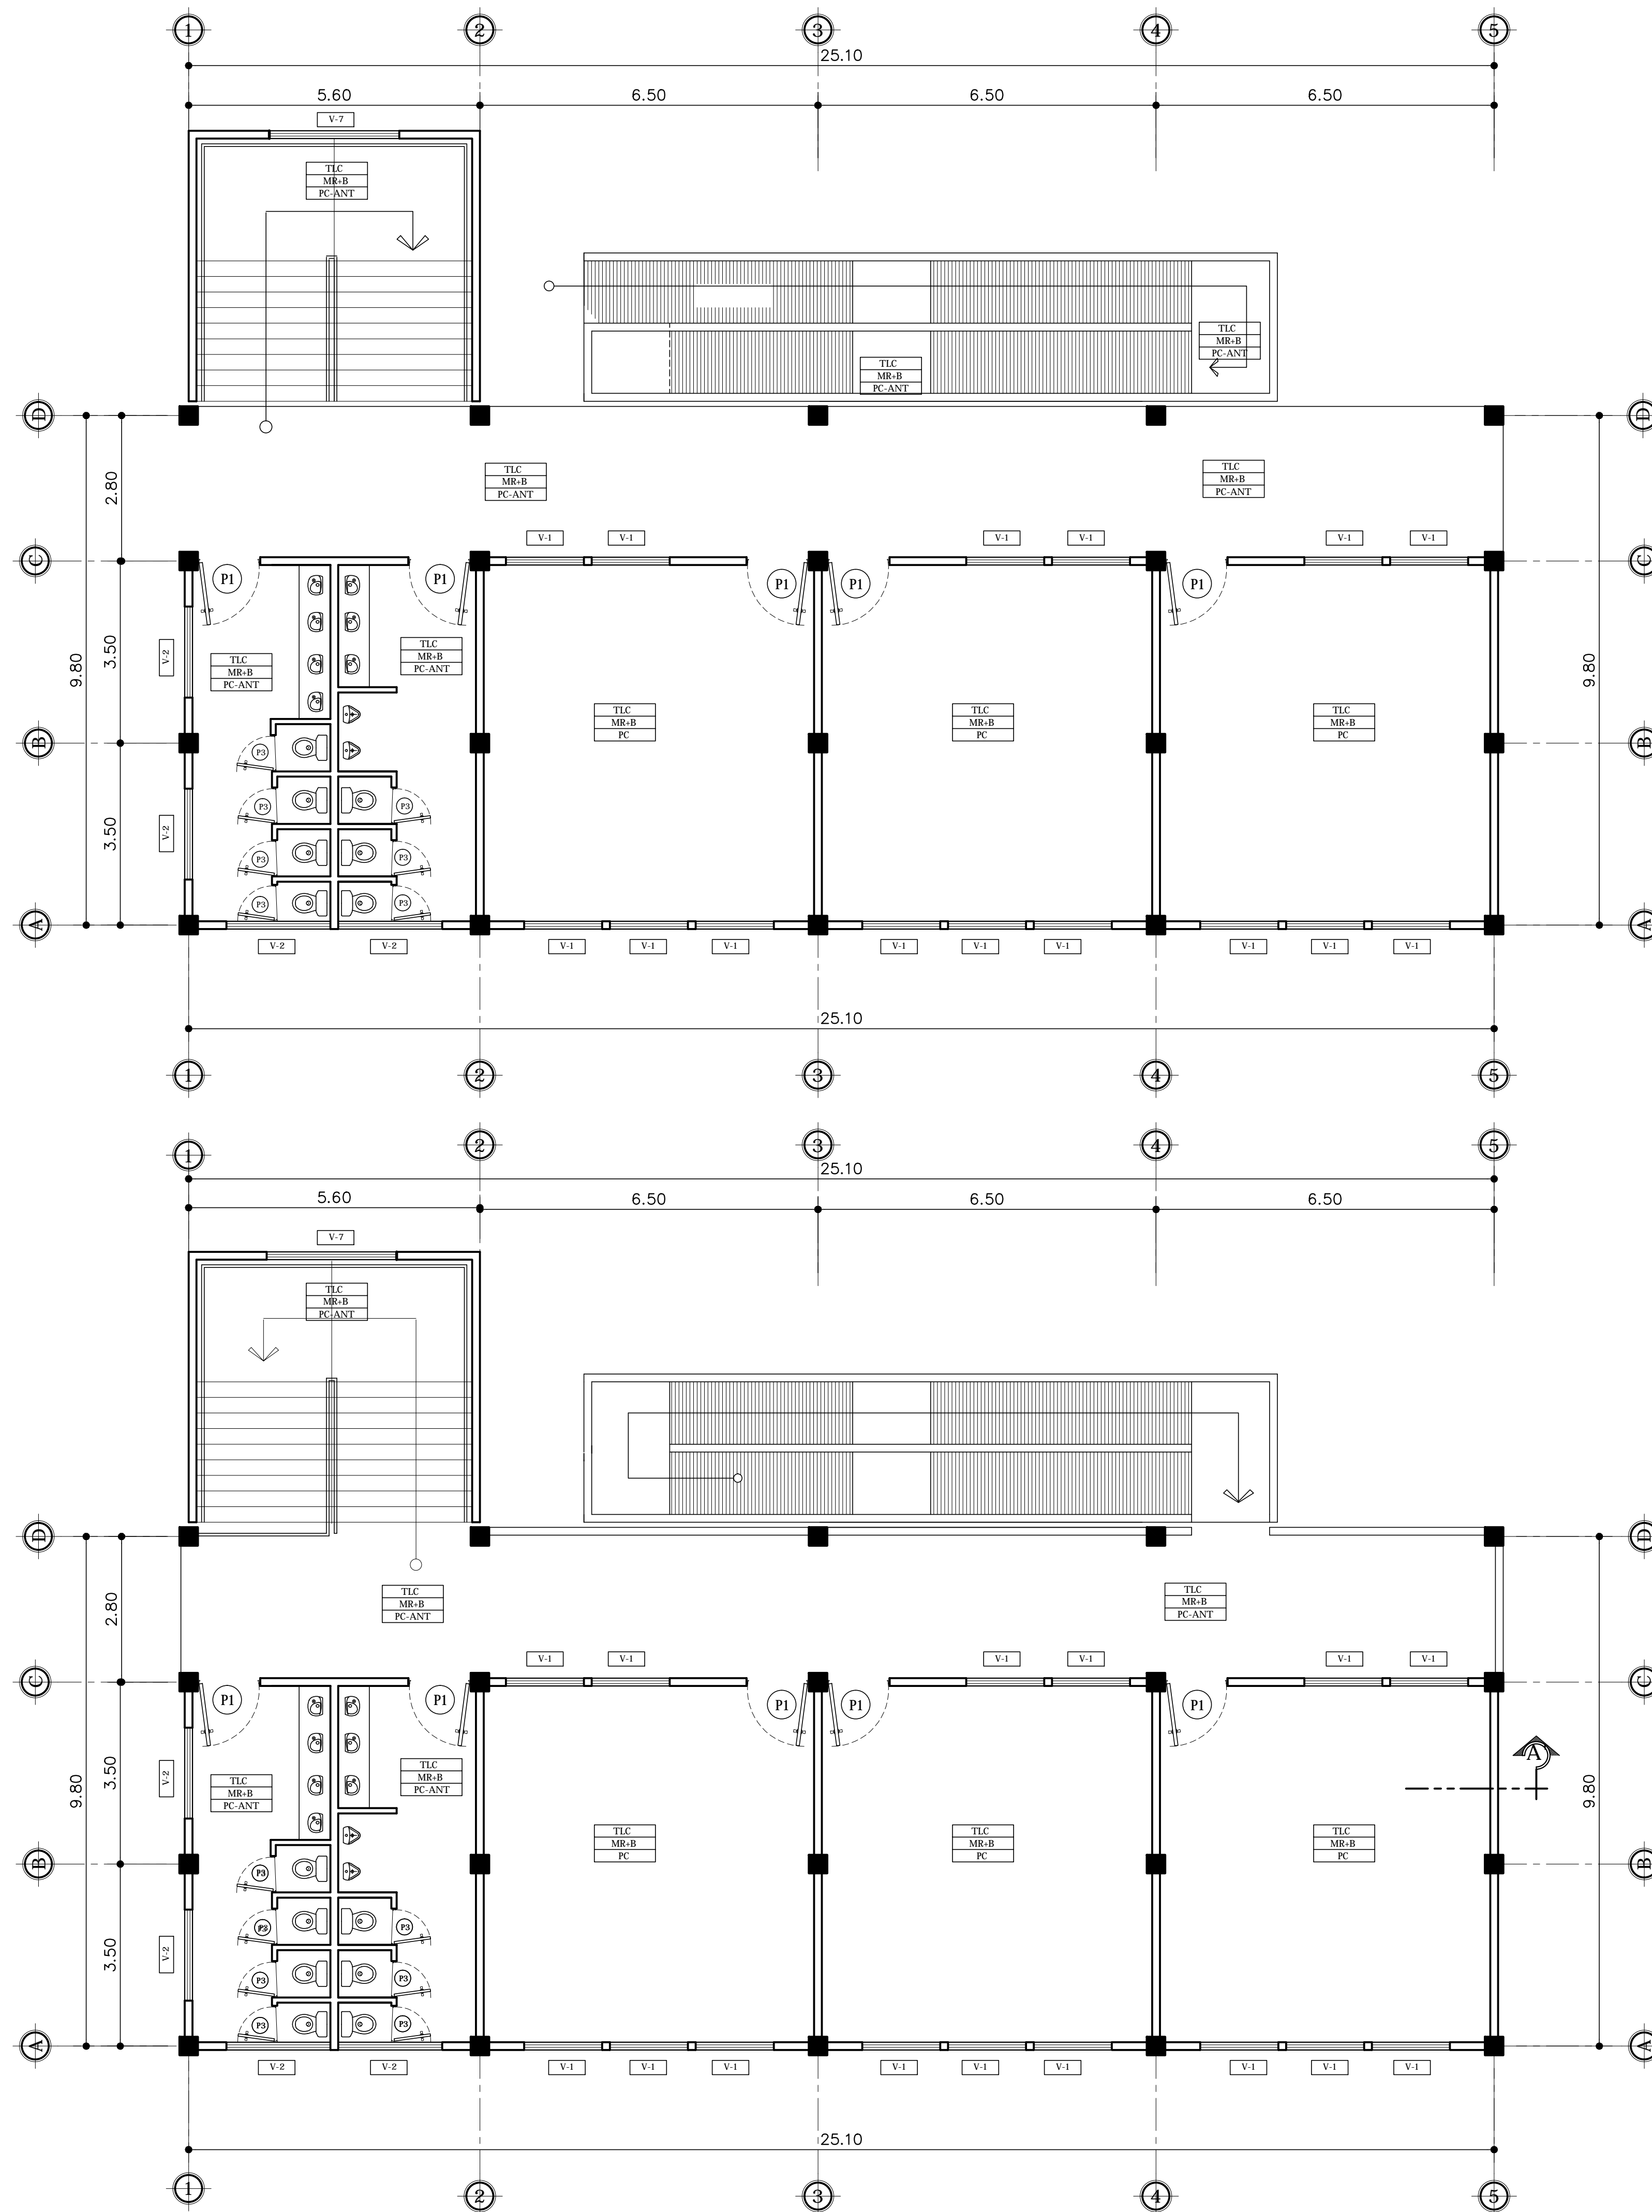 1 2 3 4 5
25.10
5.60 6.50 6.50 6.50
V-7
TLC
MR+B
PC-ANT
TLC
MR+B
PC-ANT
TLC
MR+B
PC-ANT
D D
2.80
TLC
MR+B
PC-ANT
TLC
MR+B
PC-ANT
V-1 V-1 V-1 V-1 V-1 V-1
C C
P1 P1 P1 P1 P1
3.50
V-2
9.80
9.80
TLC
MR+B
PC-ANT
TLC
MR+B
PC-ANT
TLC
MR+B
PC
TLC
MR+B
PC
TLC
MR+B
PC
B B
P3
P3 P3
3.50
V-2
P3 P3
P3 P3
A A
V-2 V-2 V-1 V-1 V-1 V-1 V-1 V-1 V-1 V-1 V-1
25.10
1 2 3 4 5
1 2 3 4 5
25.10
5.60 6.50 6.50 6.50
V-7
TLC
MR+B
PC-ANT
D D
2.80
TLC
MR+B
PC-ANT
TLC
MR+B
PC-ANT
V-1 V-1 V-1 V-1 V-1 V-1
C C
P1 P1 P1 P1 P1
A
3.50
V-2
9.80
9.80
TLC
MR+B
PC-ANT
TLC
MR+B
PC-ANT
TLC
MR+B
PC
TLC
MR+B
PC
TLC
MR+B
PC
B B
P3
P3 P3
3.50
V-2
P3 P3
P3 P3
A A
V-2 V-2 V-1 V-1 V-1 V-1 V-1 V-1 V-1 V-1 V-1
25.10
1 2 3 4 5